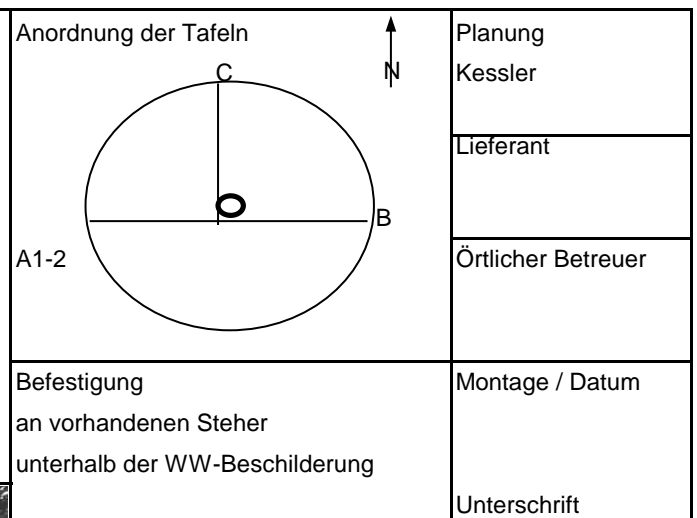 Anordnung der Tafeln
N
C
B
A1-2
Planung
Kessler
Lieferant
Örtlicher Betreuer
Befestigung
an vorhandenen Steher
unterhalb der WW-Beschilderung
Montage / Datum
Unterschrift